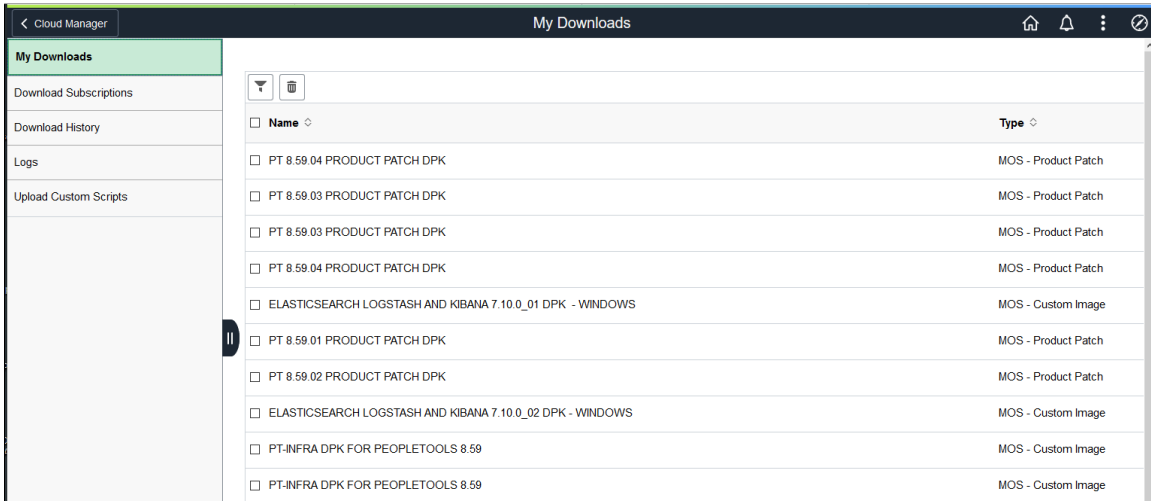 Cloud Manager
My Downloads
My Downloads
Download Subscriptions
Download History
Logs
Upload Custom Scripts
Name Type
PT 8.59.04 PRODUCT PATCH DPK MOS - Product Patch
PT 8.59.03 PRODUCT PATCH DPK MOS - Product Patch
PT 8.59.03 PRODUCT PATCH DPK MOS - Product Patch
PT 8.59.04 PRODUCT PATCH DPK MOS - Product Patch
ELASTICSEARCH LOGSTASH AND KIBANA 7.10.0_01 DPK - WINDOWS MOS - Custom Image
PT 8.59.01 PRODUCT PATCH DPK MOS - Product Patch
PT 8.59.02 PRODUCT PATCH DPK MOS - Product Patch
ELASTICSEARCH LOGSTASH AND KIBANA 7.10.0_02 DPK - WINDOWS MOS - Custom Image
PT-INFRA DPK FOR PEOPLETOOLS 8.59 MOS - Custom Image
PT-INFRA DPK FOR PEOPLETOOLS 8.59 MOS - Custom Image